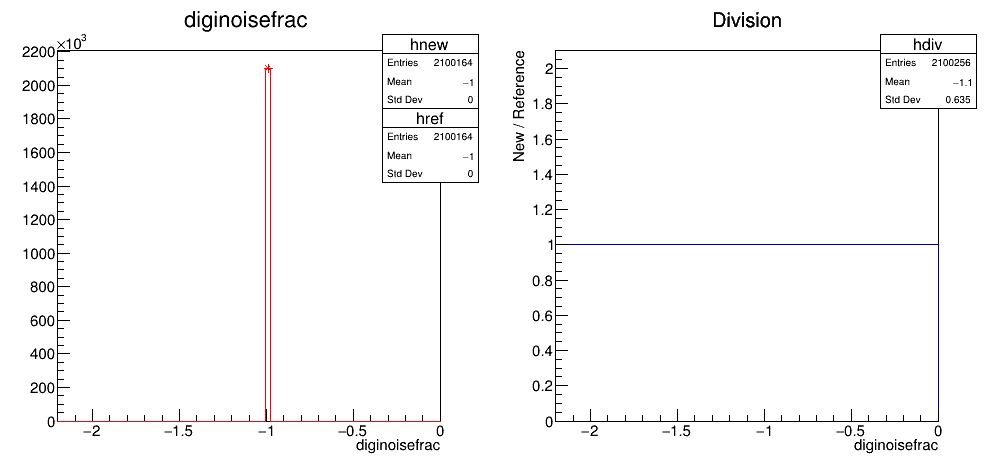 diginoisefrac
×10³
2200
2000
1800
1600
1400
1200
1000
800
600
400
200
0
−2
−1.5
−1
−0.5
0
diginoisefrac
hnew
Entries 2100164
Mean −1
Std Dev 0
href
Entries 2100164
Mean −1
Std Dev 0
Division
New / Reference
2
1.8
1.6
1.4
1.2
1
0.8
0.6
0.4
0.2
0
−2
−1.5
−1
−0.5
0
diginoisefrac
hdiv
Entries 2100256
Mean −1.1
Std Dev 0.635